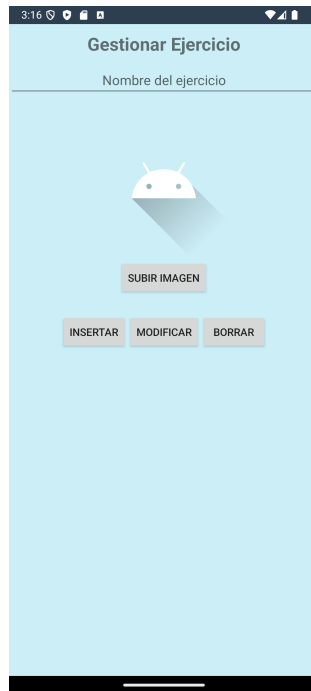 3:16
Gestionar Ejercicio
Nombre del ejercicio
SUBIR IMAGEN
INSERTAR MODIFICAR BORRAR